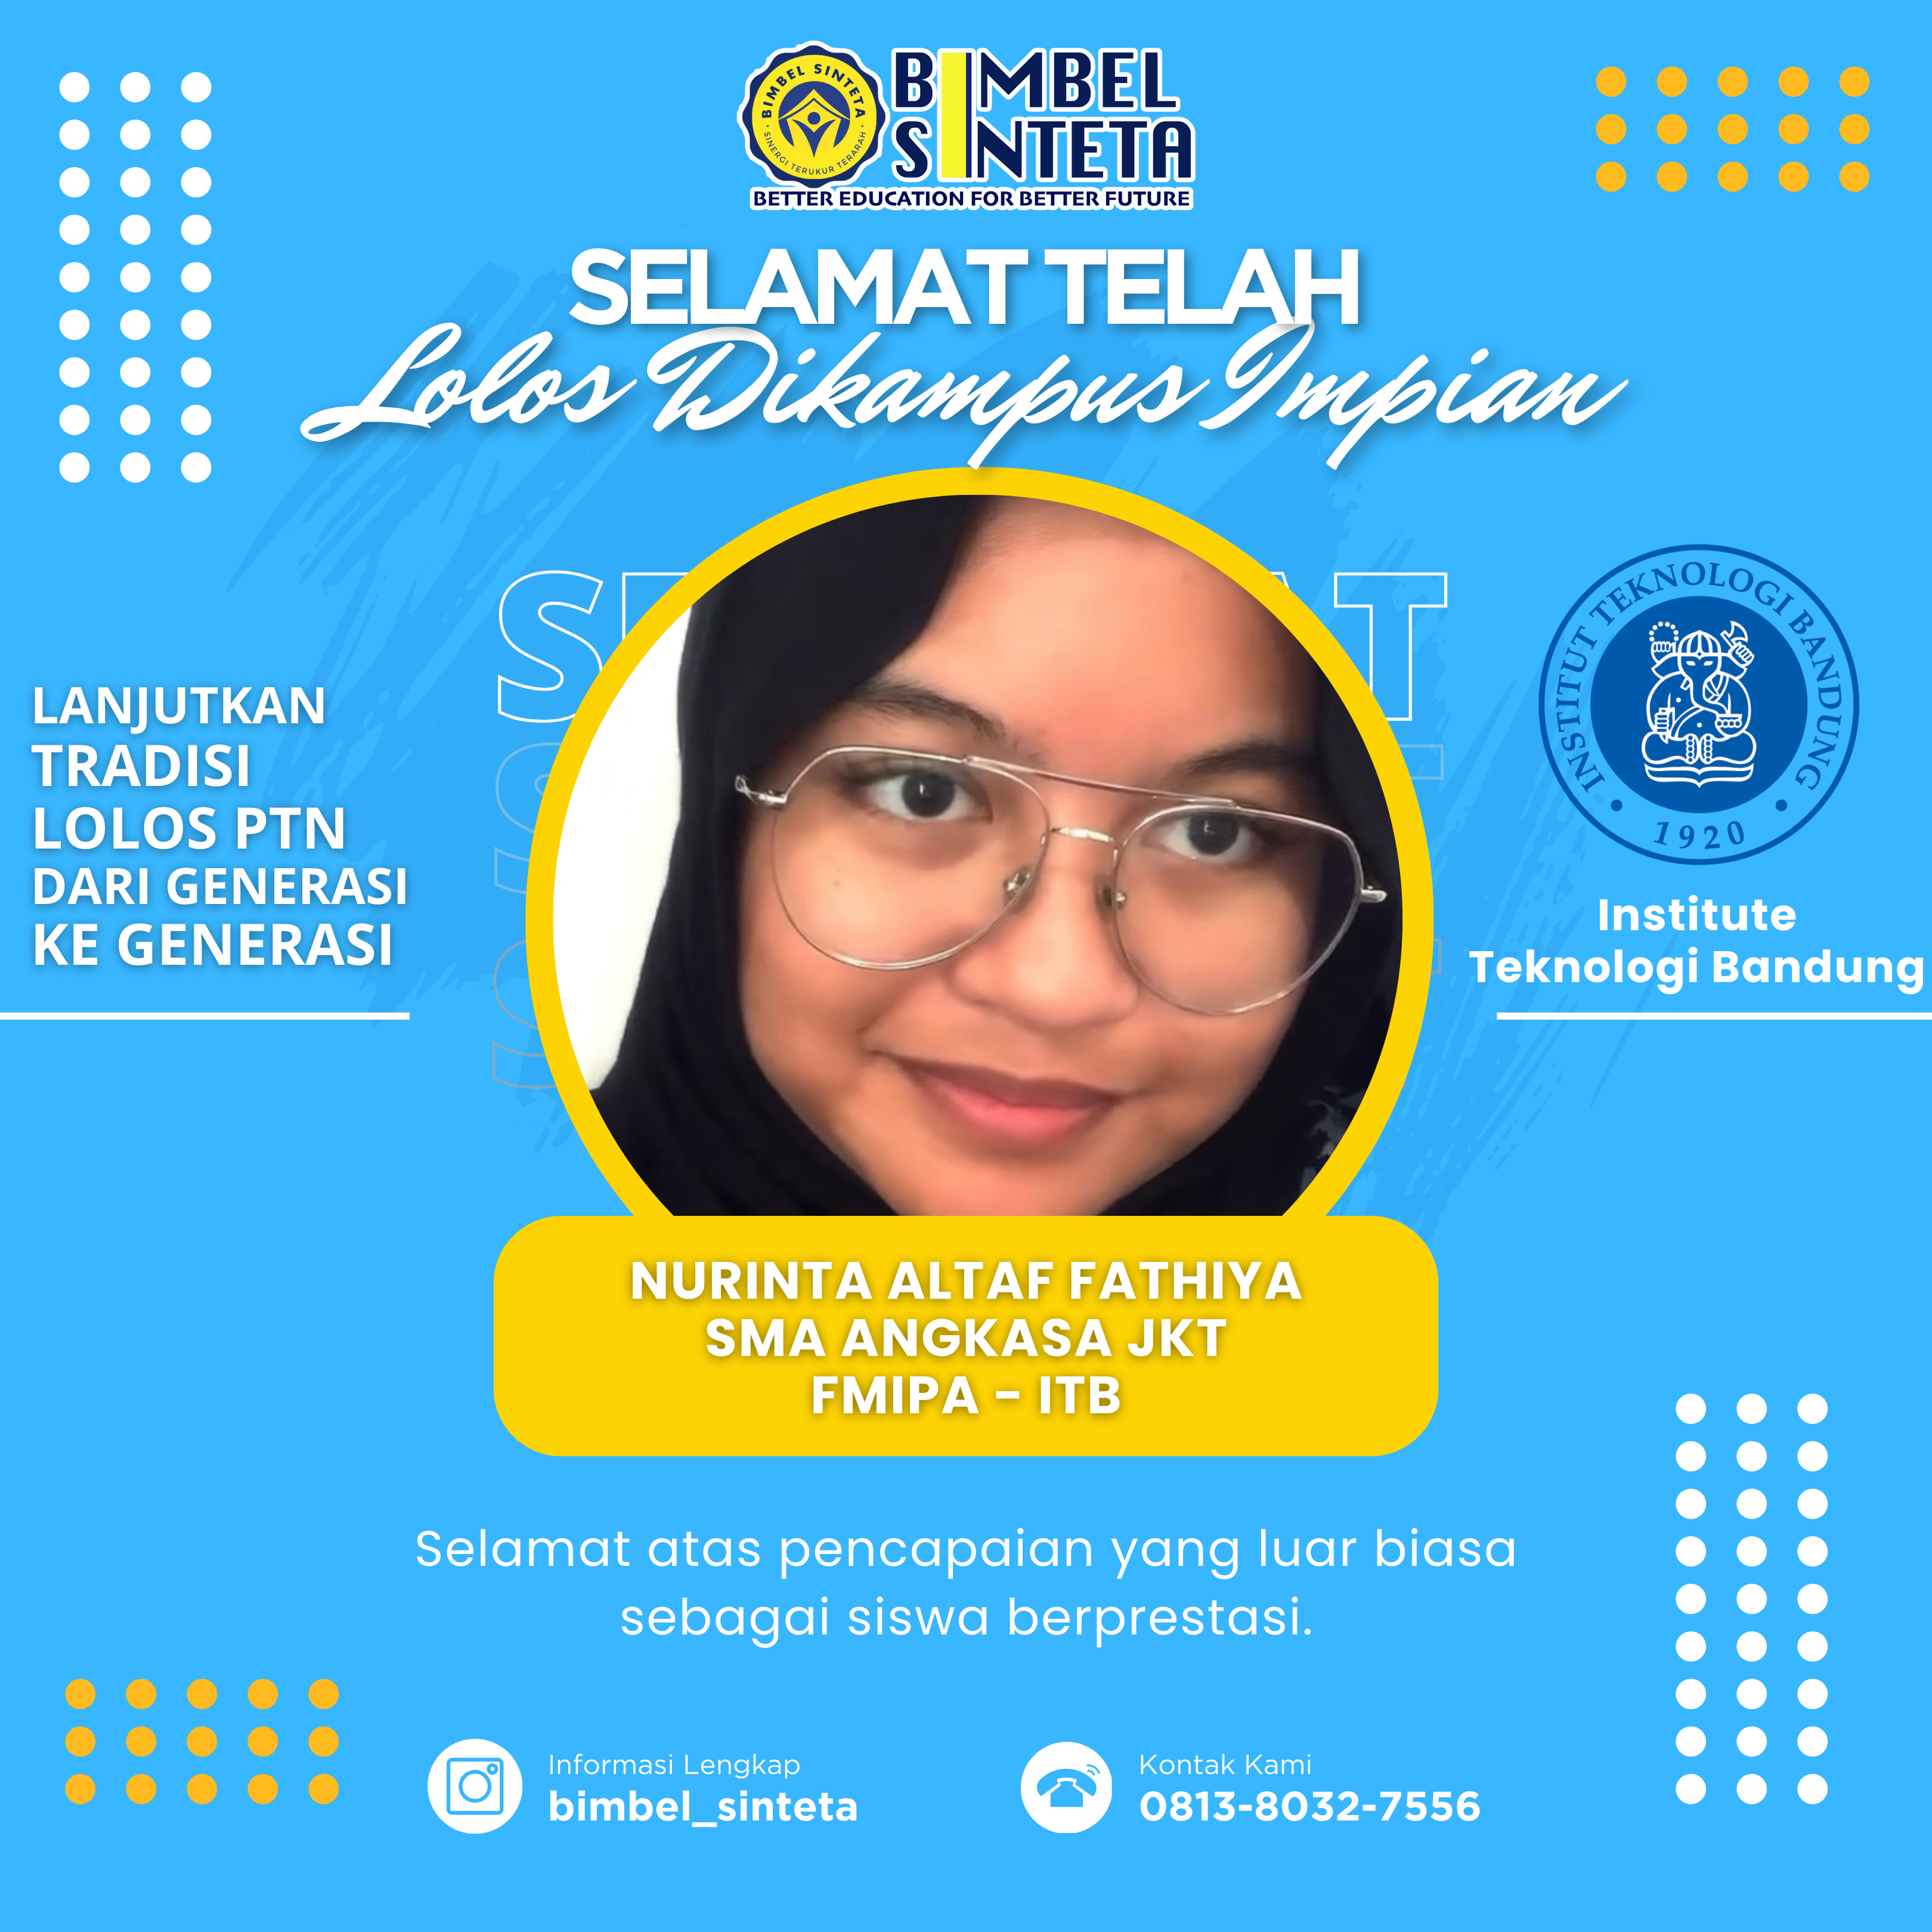 BIMBEL SINTETA
SINERGI TERUKUR TERARAH
BIMBEL
SINTETA
BETTER EDUCATION FOR BETTER FUTURE
SELAMAT TELAH
Lolos Dikampus Impian
LANJUTKAN
TRADISI
LOLOS PTN
DARI GENERASI
KE GENERASI
INSTITUT TEKNOLOGI BANDUNG
1920
Institute
Teknologi Bandung
NURINTA ALTAF FATHIYA
SMA ANGKASA JKT
FMIPA - ITB
Selamat atas pencapaian yang luar biasa
sebagai siswa berprestasi.
Informasi Lengkap
bimbel_sinteta
Kontak Kami
0813-8032-7556